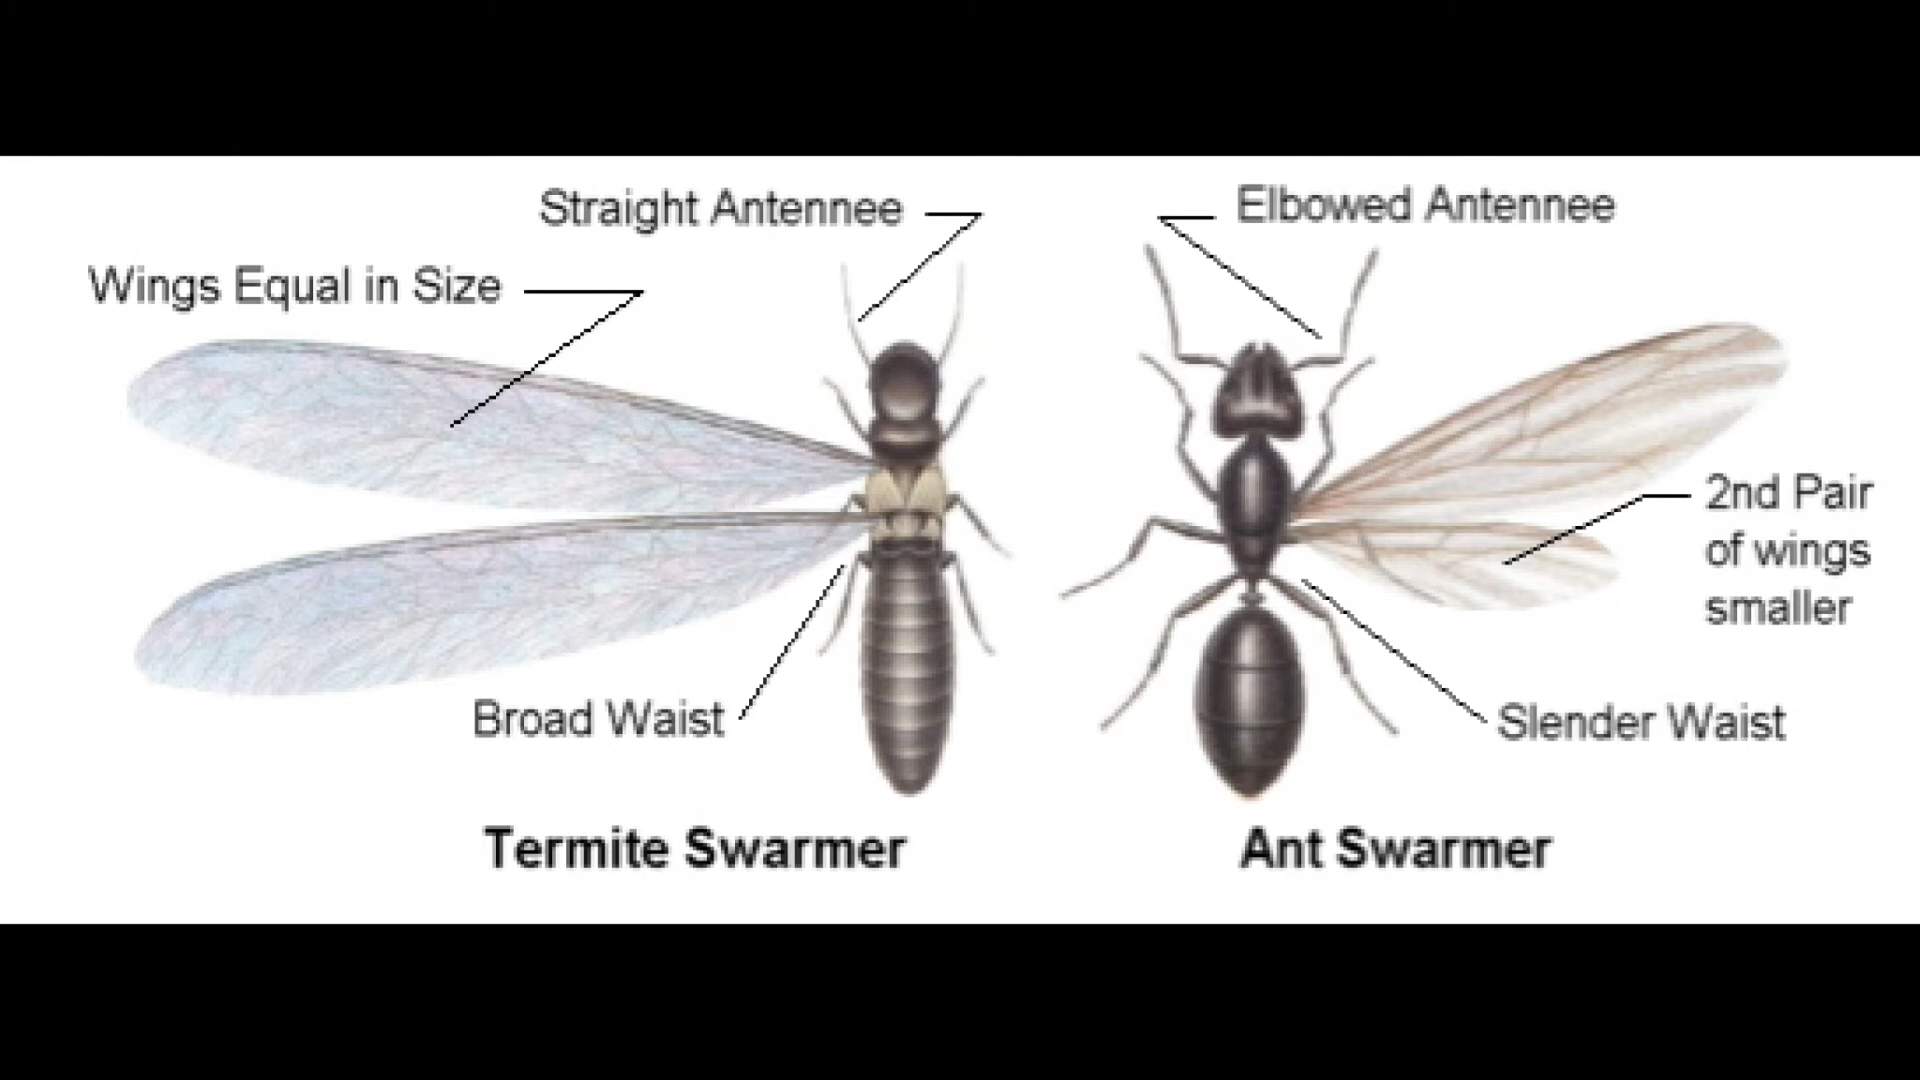 Straight Antennee
Wings Equal in Size
Broad Waist
Termite Swarmer
Elbowed Antennee
2nd Pair
of wings
smaller
Slender Waist
Ant Swarmer